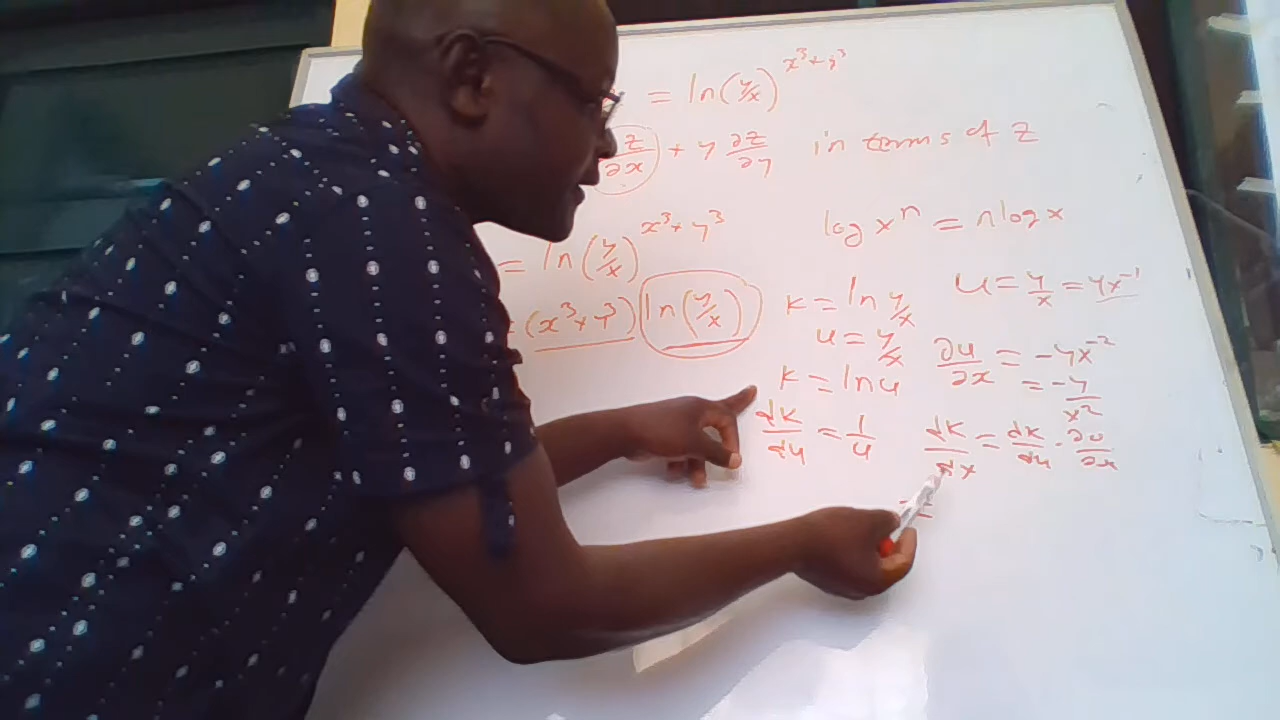 = ln(y/x)^{x³+y³}
∂z/∂x + y ∂z/∂y in terms of z
= ln(y/x)^{x³+y³}
log xⁿ = n log x
(x³+y³) ln(y/x)
K = ln y/x
u = y/x
K = ln u
dK/du = 1/u
u = y/x = yx⁻¹
∂u/∂x = -yx⁻²
= -y/x²
dK/dx = dK/du · ∂u/∂x
=